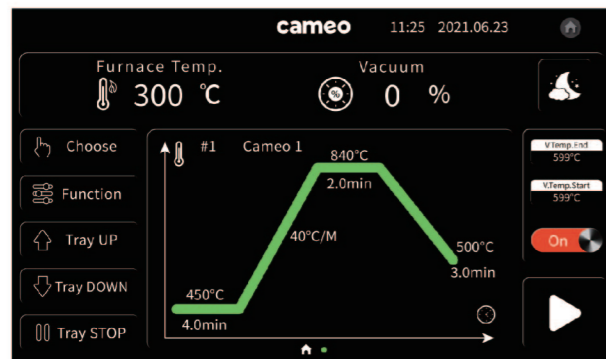 cameo 11:25 2021.06.23
Furnace Temp.
300 ℃
Vacuum
0 %
Choose
Function
Tray UP
Tray DOWN
Tray STOP
#1 Cameo 1
840°C
2.0min
40°C/M
500°C
3.0min
450°C
4.0min
V.Temp.End
599°C
V.Temp.Start
599°C
On